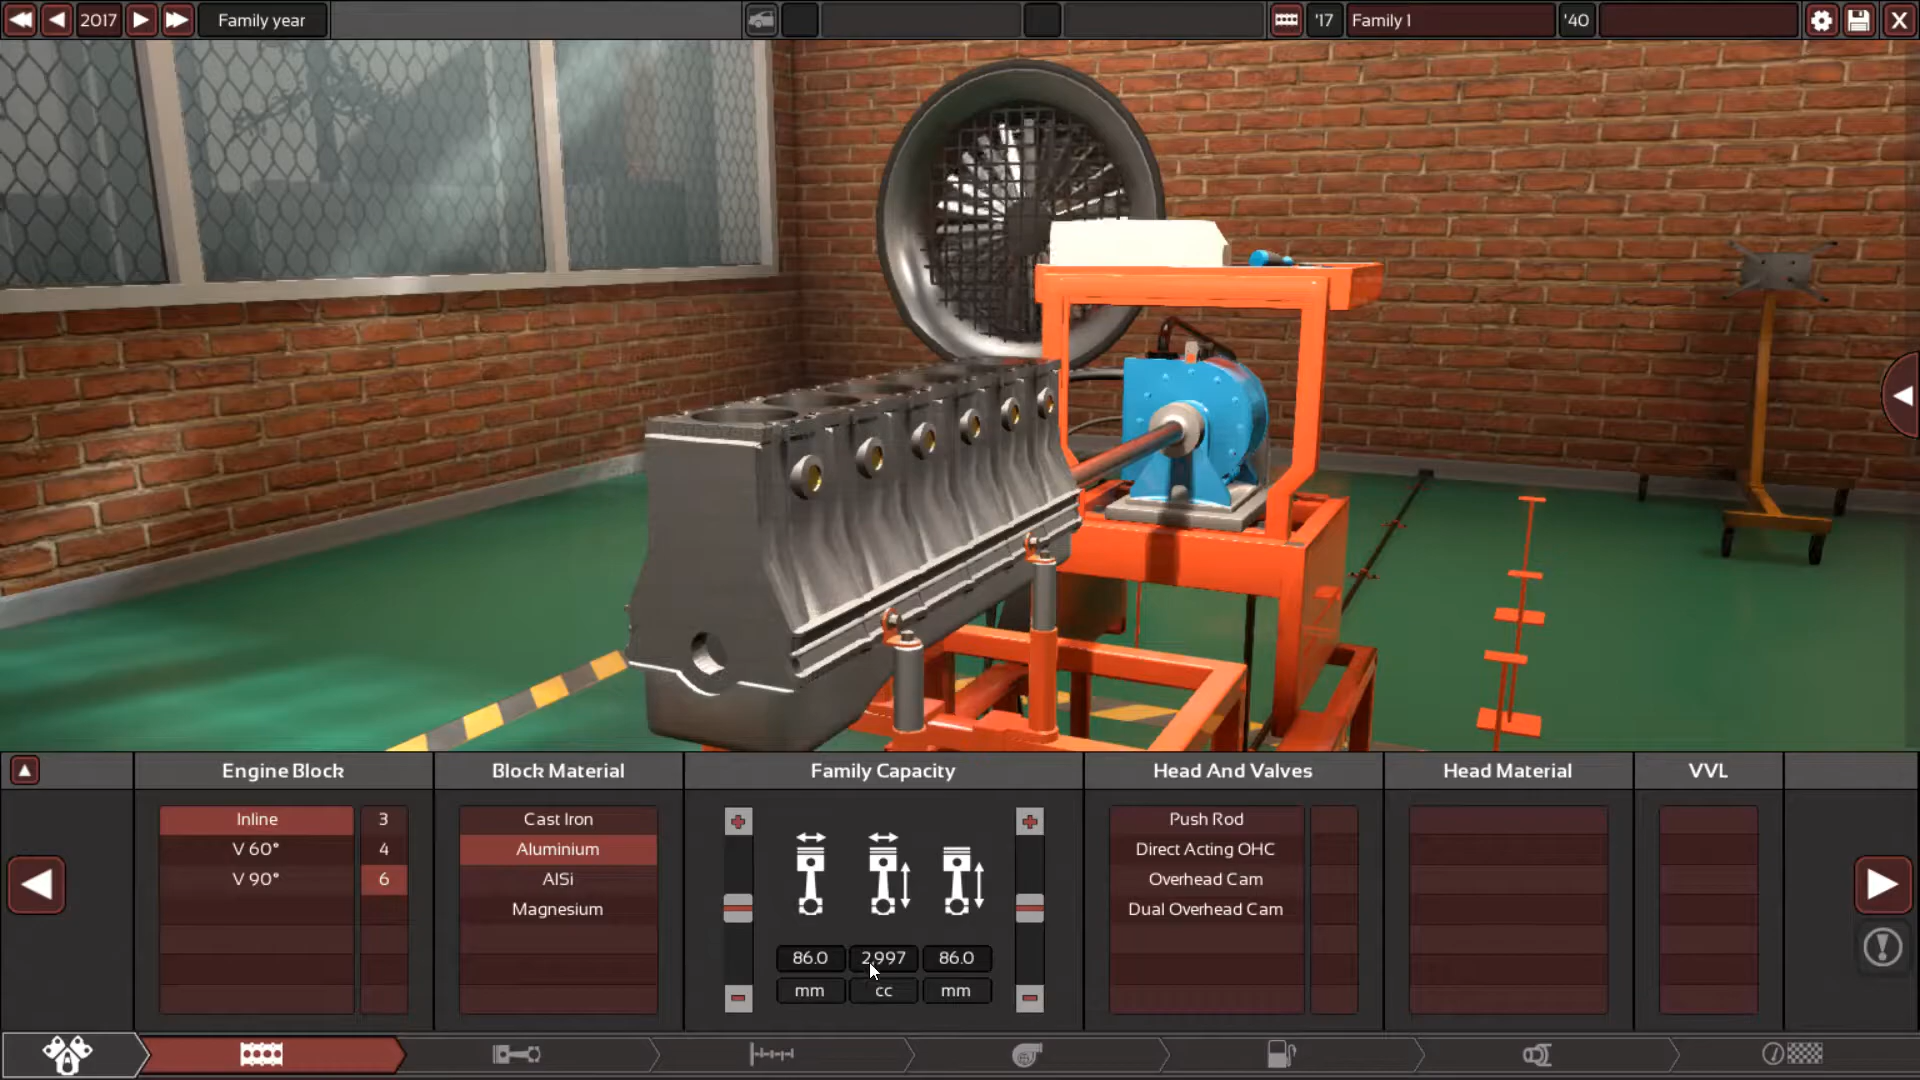 2017 Family year '17 Family 1 '40
Engine Block Block Material Family Capacity Head And Valves Head Material VVL
Inline 3 Cast Iron Push Rod
V 60° 4 Aluminium Direct Acting OHC
V 90° 6 AlSi Overhead Cam
Magnesium Dual Overhead Cam
86.0 2,997 86.0
mm cc mm